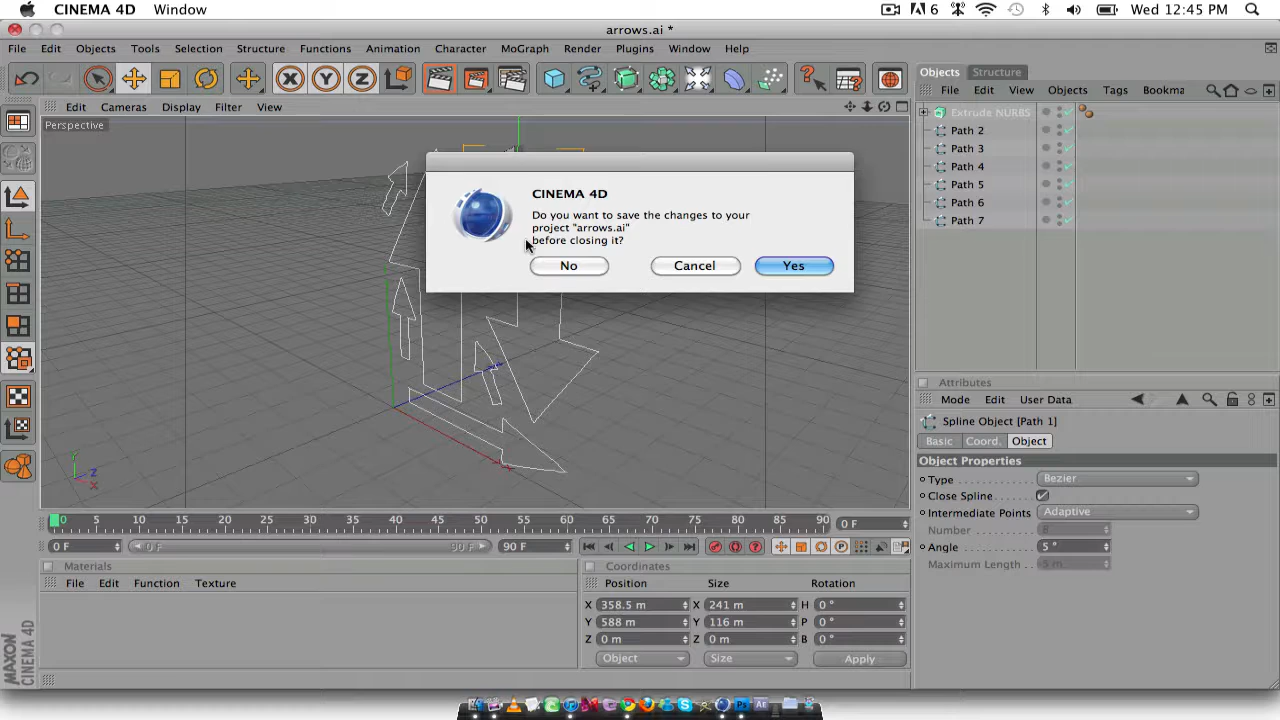 CINEMA 4D Window 6 Wed 12:45 PM
arrows.ai *
File Edit Objects Tools Selection Structure Functions Animation Character MoGraph Render Plugins Window Help
X Y Z
Objects Structure
File Edit View Objects Tags Bookma
Edit Cameras Display Filter View
Perspective
Extrude NURBS
Path 2
Path 3
Path 4
Path 5
Path 6
Path 7
CINEMA 4D
Do you want to save the changes to your
project "arrows.ai"
before closing it?
No Cancel Yes
Y Z X
Attributes
Mode Edit User Data
Spline Object [Path 1]
Basic Coord. Object
Object Properties
Type Bezier
Close Spline
Intermediate Points Adaptive
Number 8
Angle 5 °
Maximum Length 5 m
0 5 10 15 20 25 30 35 40 45 50 55 60 65 70 75 80 85 90 0 F
0 F 0 F 90 F 90 F
Materials
File Edit Function Texture
Coordinates
Position Size Rotation
X 358.5 m X 241 m H 0 °
Y 588 m Y 116 m P 0 °
Z 0 m Z 0 m B 0 °
Object Size Apply
MAXON
CINEMA 4D
Ps AE